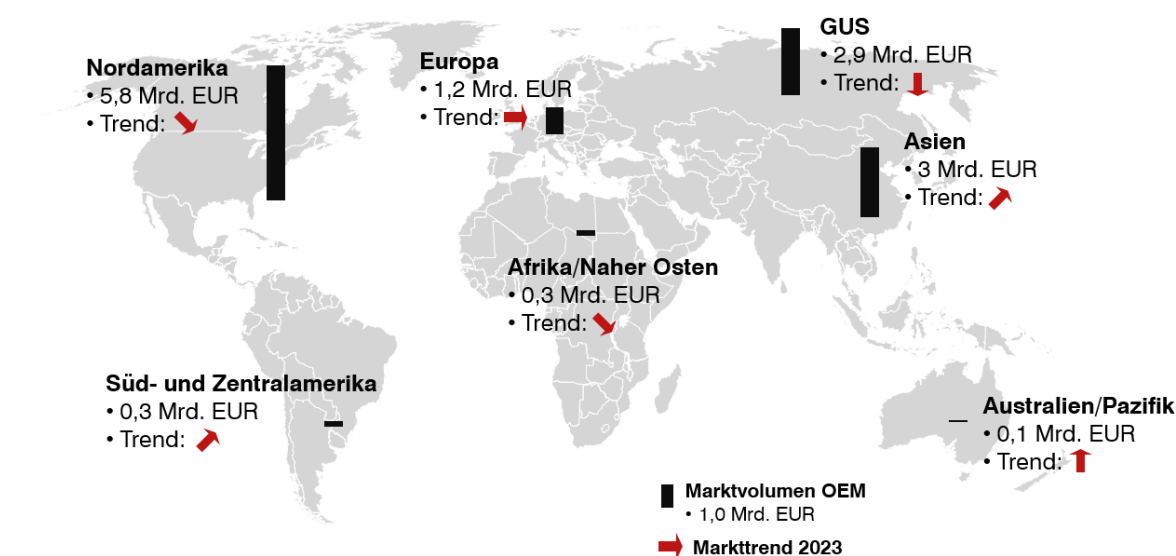 Nordamerika
• 5,8 Mrd. EUR
• Trend:
Europa
• 1,2 Mrd. EUR
• Trend:
GUS
• 2,9 Mrd. EUR
• Trend:
Asien
• 3 Mrd. EUR
• Trend:
Afrika/Naher Osten
• 0,3 Mrd. EUR
• Trend:
Süd- und Zentralamerika
• 0,3 Mrd. EUR
• Trend:
Australien/Pazifik
• 0,1 Mrd. EUR
• Trend:
Marktvolumen OEM
• 1,0 Mrd. EUR
Markttrend 2023